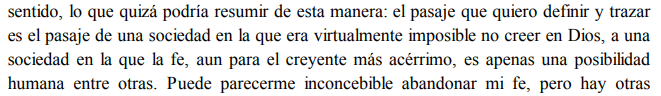 sentido, lo que quizá podría resumir de esta manera: el pasaje que quiero definir y trazar
es el pasaje de una sociedad en la que era virtualmente imposible no creer en Dios, a una
sociedad en la que la fe, aun para el creyente más acérrimo, es apenas una posibilidad
humana entre otras. Puede parecerme inconcebible abandonar mi fe, pero hay otras